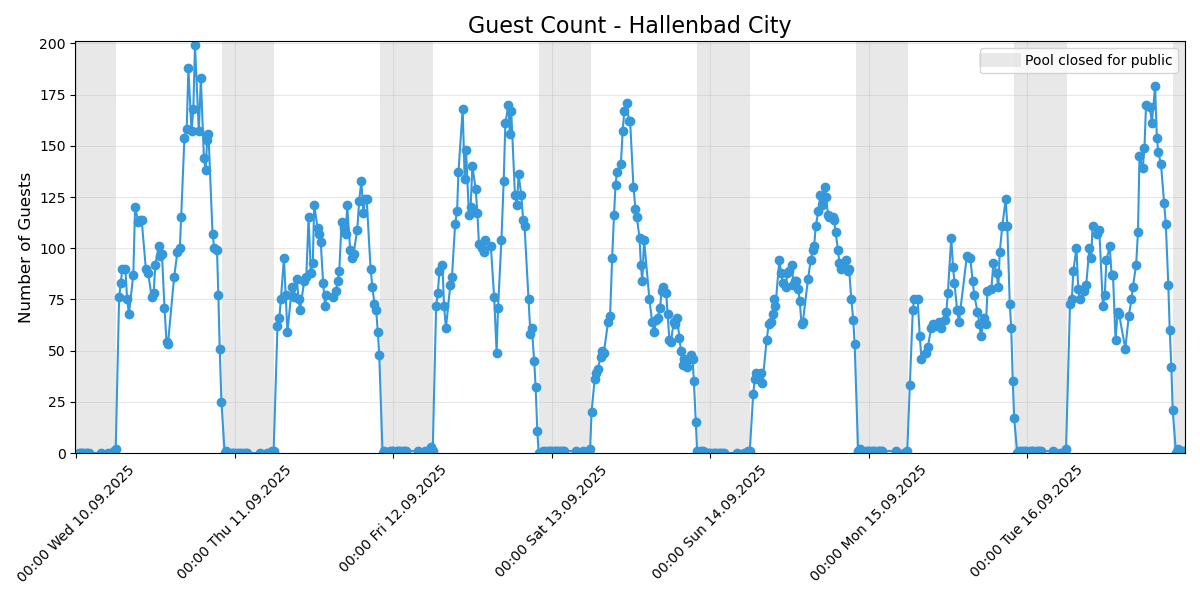 Guest Count - Hallenbad City
Pool closed for public
Number of Guests
200
175
150
125
100
75
50
25
0
00:00 Wed 10.09.2025
00:00 Thu 11.09.2025
00:00 Fri 12.09.2025
00:00 Sat 13.09.2025
00:00 Sun 14.09.2025
00:00 Mon 15.09.2025
00:00 Tue 16.09.2025